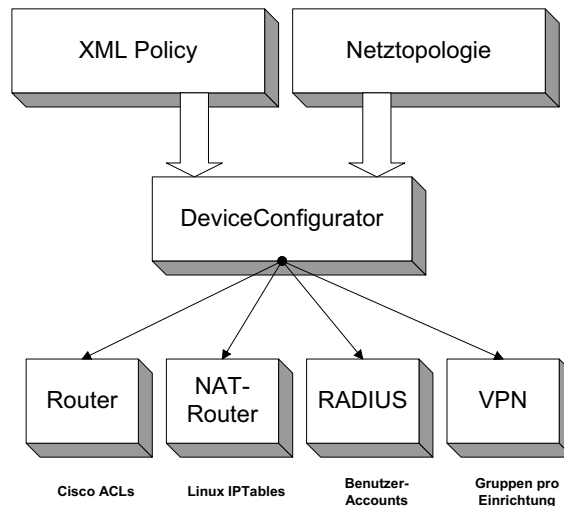 XML Policy
Netztopologie
DeviceConfigurator
Router
NAT-
Router
RADIUS
VPN
Cisco ACLs
Linux IPTables
Benutzer-
Accounts
Gruppen pro
Einrichtung